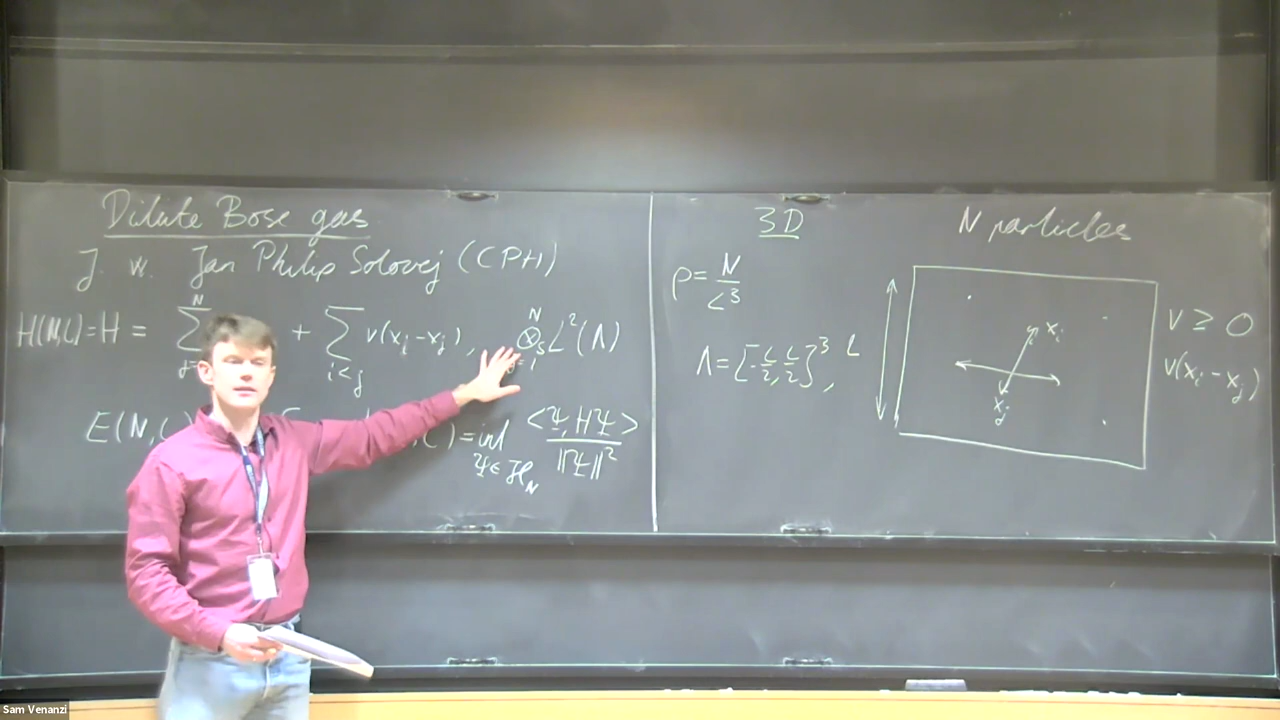 Dilute Bose gas
J. w. Jan Philip Solovej (CPH)
H(N,L)=H = ∑_{j=}^{N} + ∑_{i<j} v(x_i-x_j), ⊗_s^N L²(Λ)
E(N,L) = inf_{Ψ∈ℋ_N} <Ψ,HΨ> / ‖Ψ‖²
3D
ρ = N/L³
Λ=[-L/2, L/2]³,
L
N particles
x_i
x_j
v ≥ 0
v(x_i-x_j)
Sam Venanzi